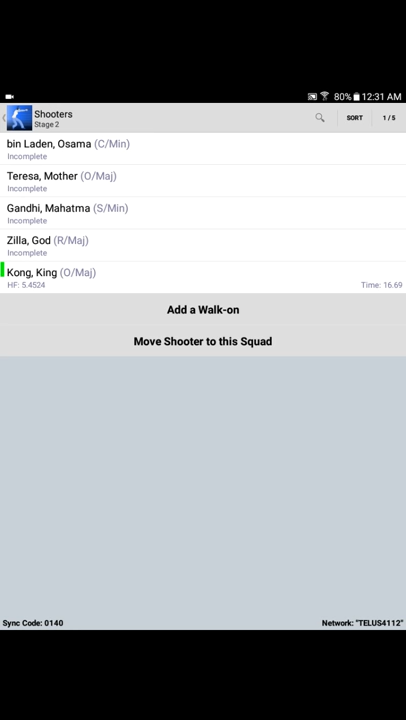 80% 12:31 AM
Shooters
Stage 2
SORT
1 / 5
bin Laden, Osama (C/Min)
Incomplete
Teresa, Mother (O/Maj)
Incomplete
Gandhi, Mahatma (S/Min)
Incomplete
Zilla, God (R/Maj)
Incomplete
Kong, King (O/Maj)
HF: 5.4524 Time: 16.69
Add a Walk-on
Move Shooter to this Squad
Sync Code: 0140 Network: "TELUS4112"